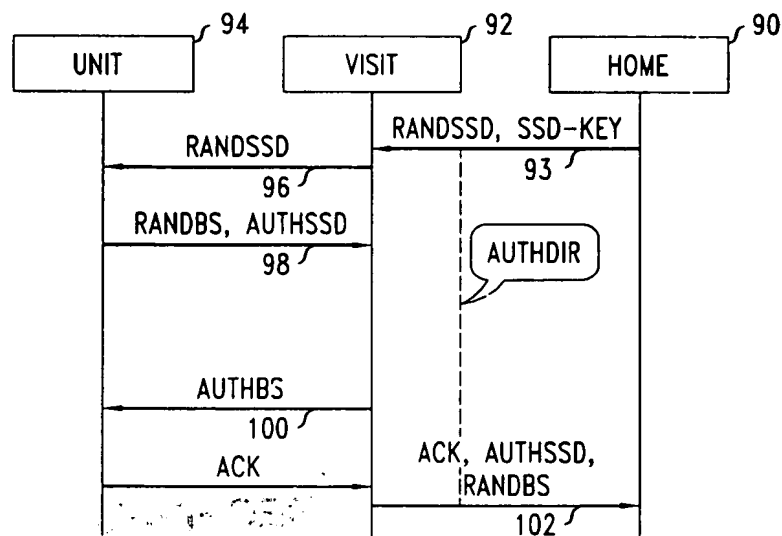 94
92
90
UNIT
VISIT
HOME
RANDSSD, SSD-KEY
93
RANDSSD
96
RANDBS, AUTHSSD
98
AUTHDIR
AUTHBS
100
ACK
ACK, AUTHSSD,
RANDBS
102